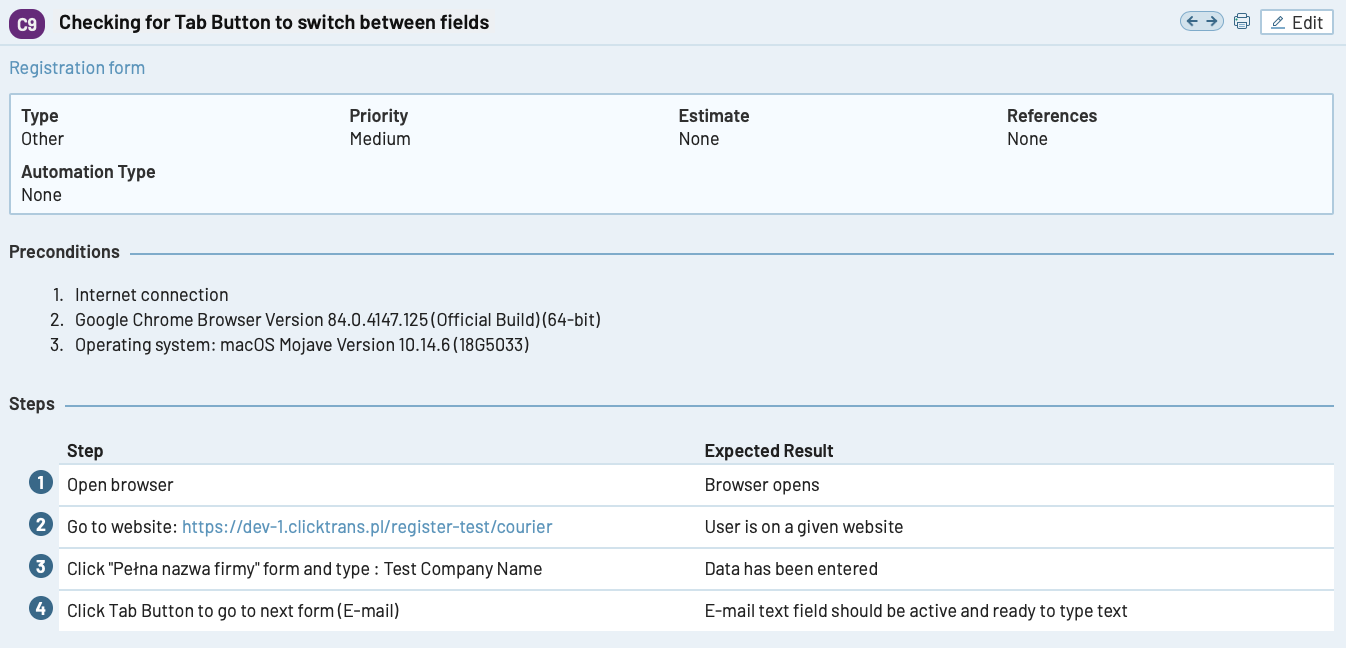 C9 Checking for Tab Button to switch between fields
Edit
Registration form
Type Priority Estimate References
Other Medium None None
Automation Type
None
Preconditions
1. Internet connection
2. Google Chrome Browser Version 84.0.4147.125 (Official Build) (64-bit)
3. Operating system: macOS Mojave Version 10.14.6 (18G5033)
Steps
Step Expected Result
1 Open browser Browser opens
2 Go to website: https://dev-1.clicktrans.pl/register-test/courier User is on a given website
3 Click "Pełna nazwa firmy" form and type : Test Company Name Data has been entered
4 Click Tab Button to go to next form (E-mail) E-mail text field should be active and ready to type text